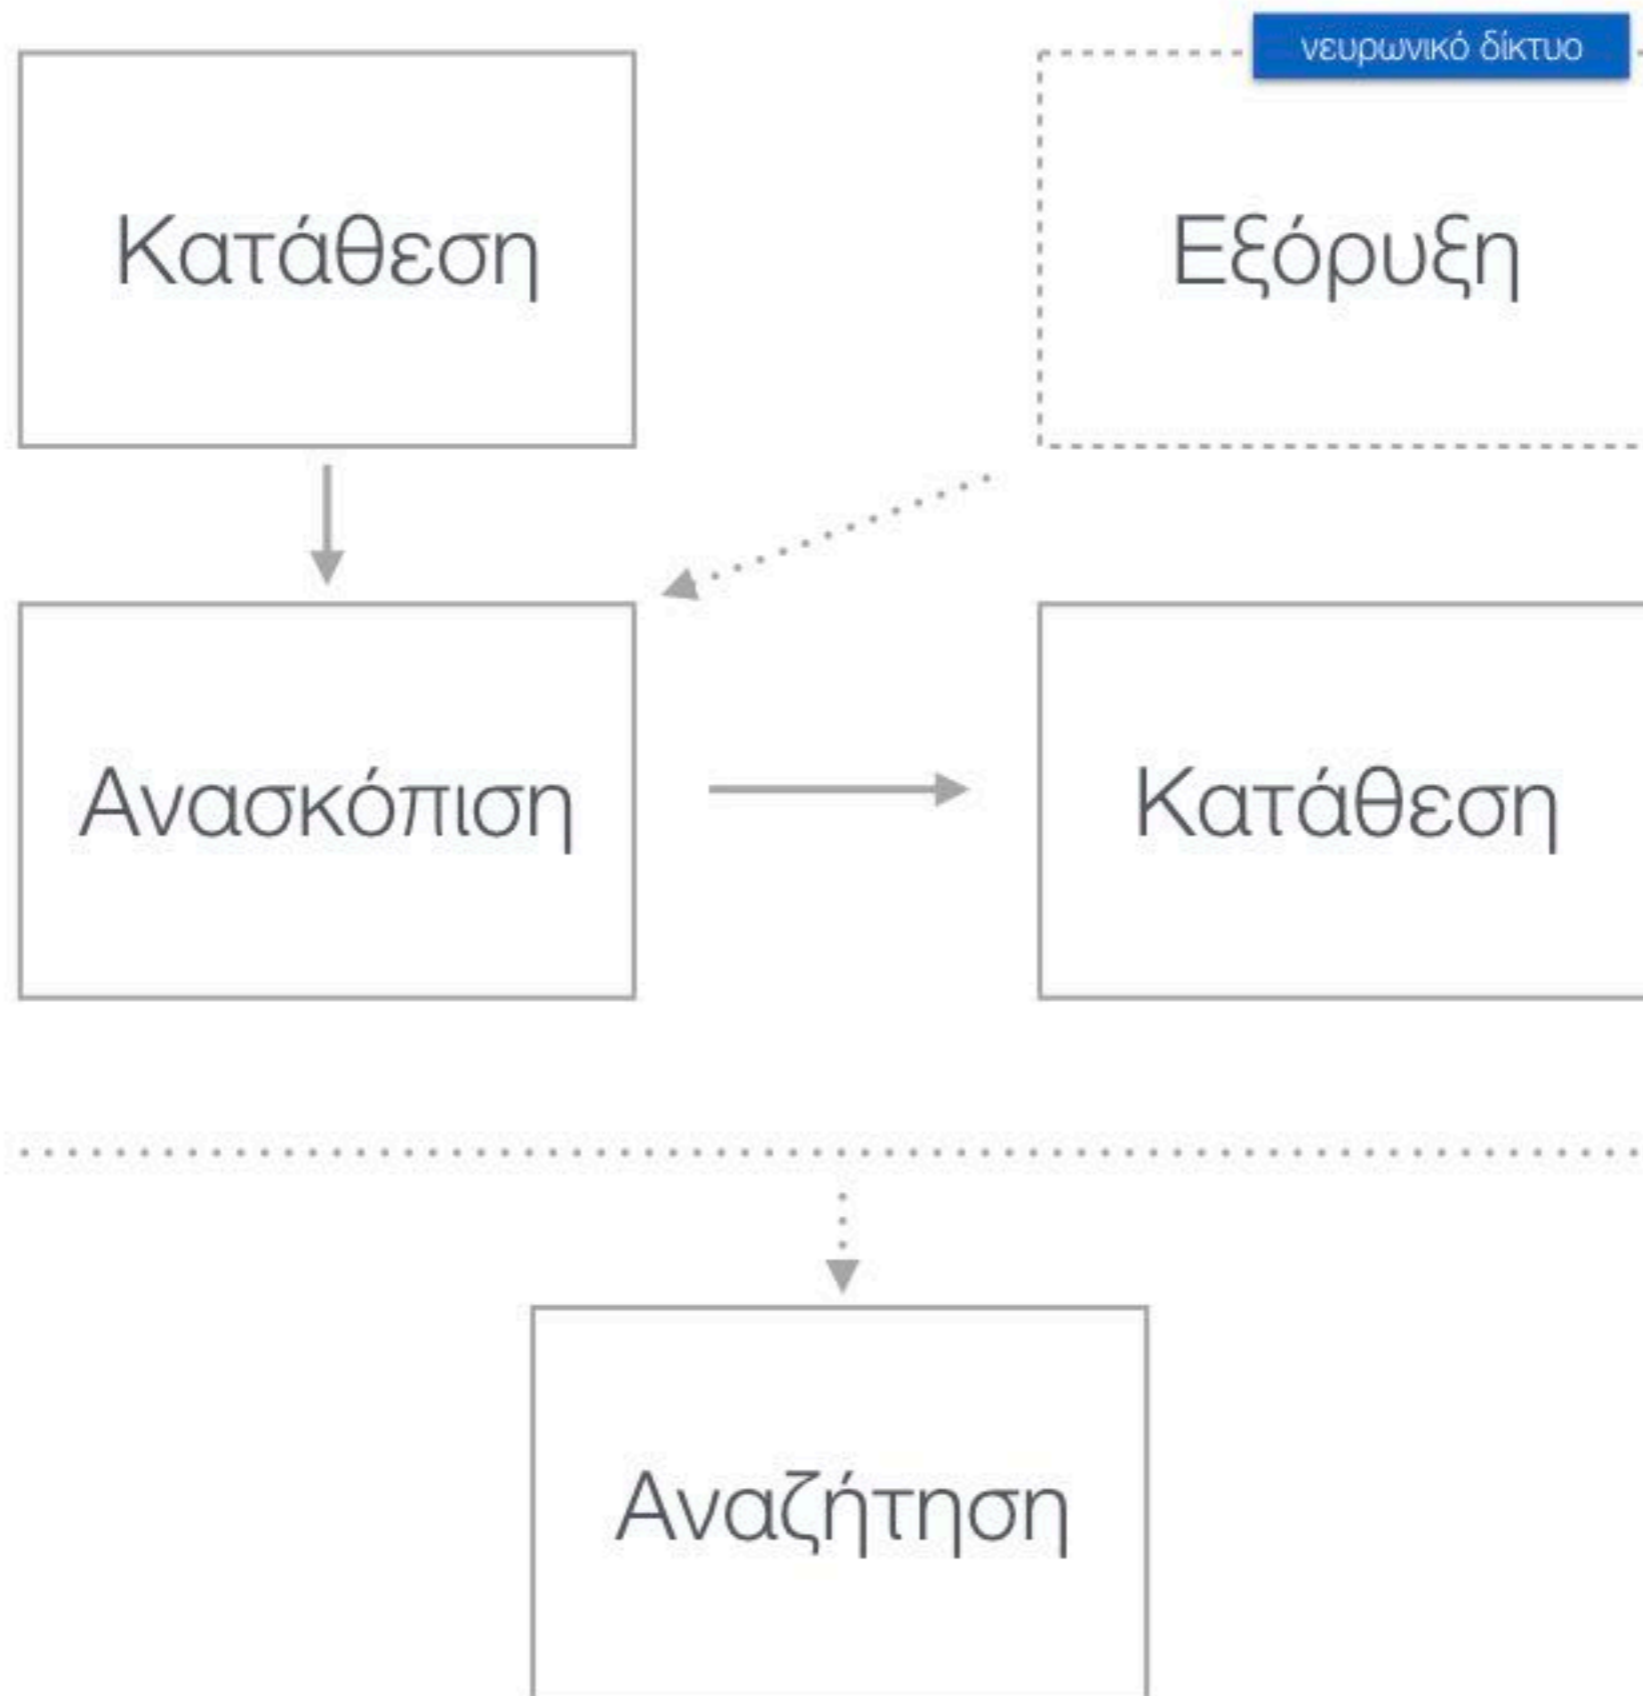 νευρωνικό δίκτυο
Κατάθεση
Εξόρυξη
Ανασκόπιση
Κατάθεση
Αναζήτηση